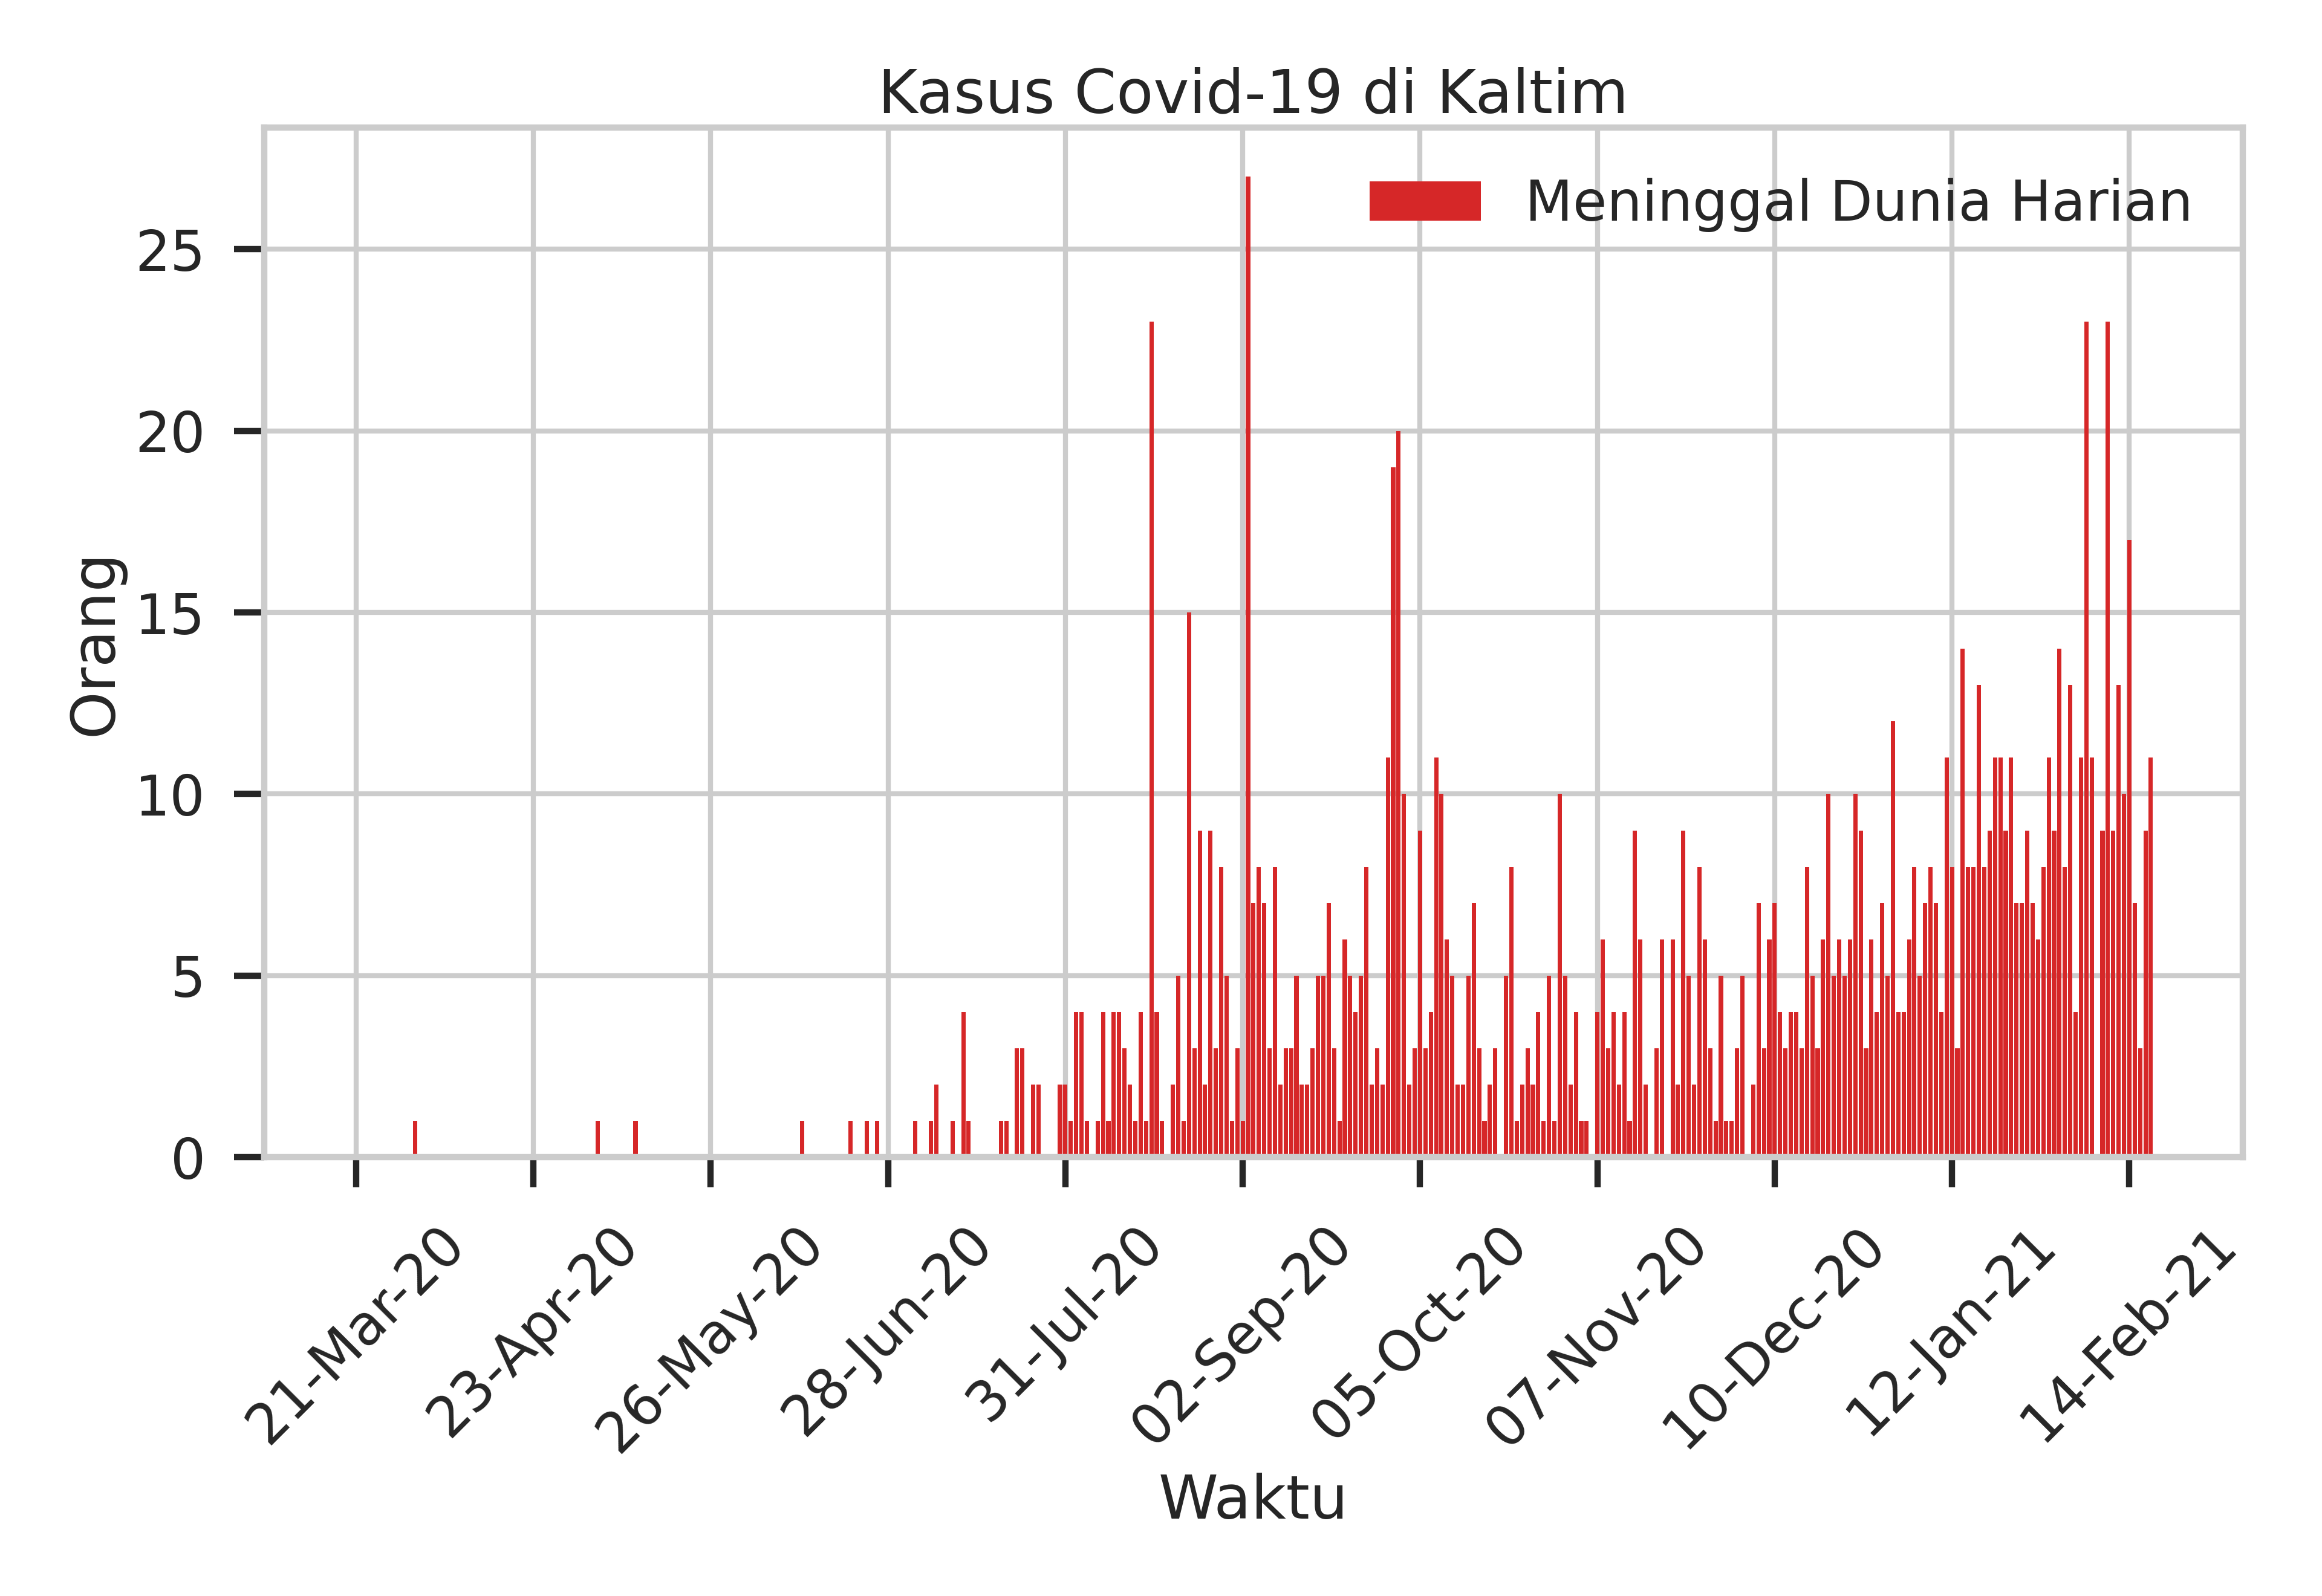 Kasus Covid-19 di Kaltim
Meninggal Dunia Harian
25
20
15
10
5
0
Orang
21-Mar-20
23-Apr-20
26-May-20
28-Jun-20
31-Jul-20
02-Sep-20
05-Oct-20
07-Nov-20
10-Dec-20
12-Jan-21
14-Feb-21
Waktu